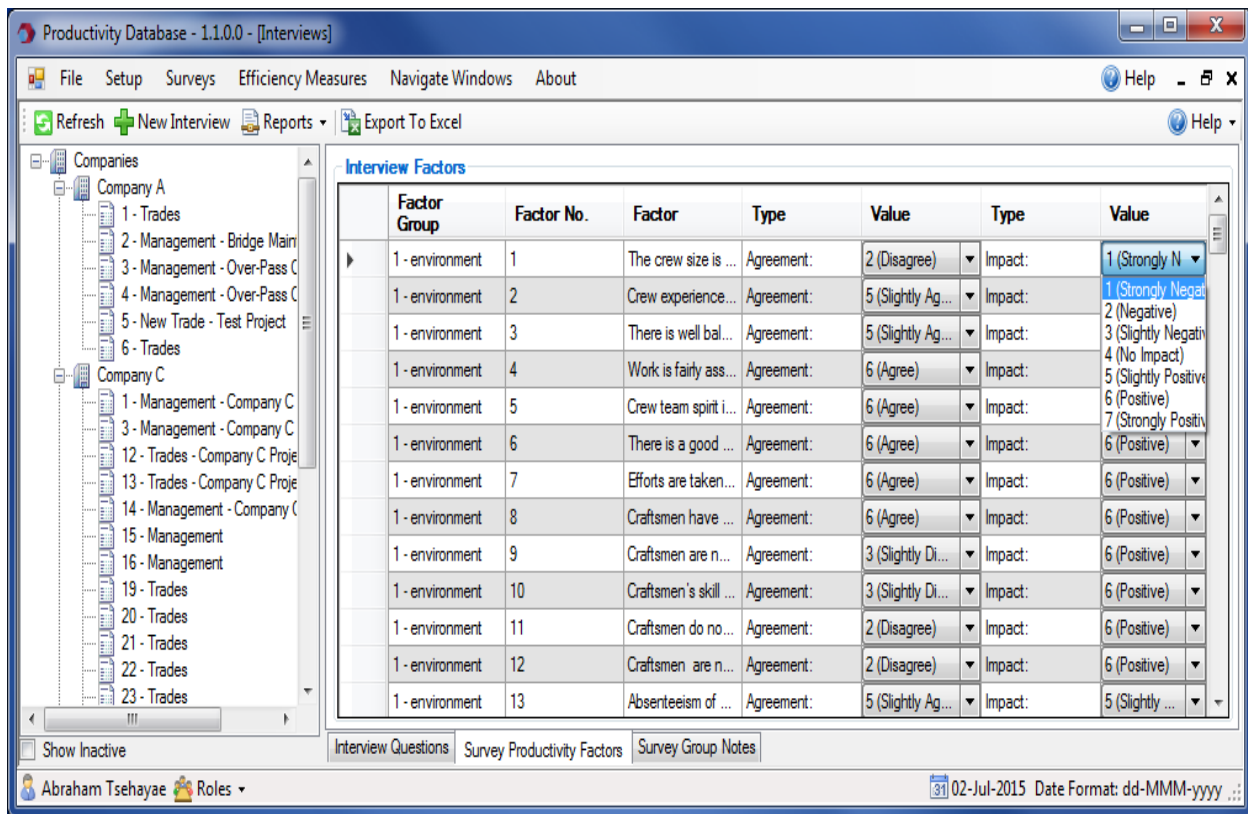 Productivity Database - 1.1.0.0 - [Interviews]
File Setup Surveys Efficiency Measures Navigate Windows About Help
Refresh New Interview Reports Export To Excel Help
Companies
Company A
1 - Trades
2 - Management - Bridge Main
3 - Management - Over-Pass C
4 - Management - Over-Pass C
5 - New Trade - Test Project
6 - Trades
Company C
1 - Management - Company C
3 - Management - Company C
12 - Trades - Company C Proje
13 - Trades - Company C Proje
14 - Management - Company C
15 - Management
16 - Management
19 - Trades
20 - Trades
21 - Trades
22 - Trades
23 - Trades
Show Inactive
Interview Factors
Factor Group Factor No. Factor Type Value Type Value
1 - environment 1 The crew size is ... Agreement: 2 (Disagree) Impact: 1 (Strongly N
1 - environment 2 Crew experience... Agreement: 5 (Slightly Ag... Impact:
1 - environment 3 There is well bal... Agreement: 5 (Slightly Ag... Impact:
1 - environment 4 Work is fairly ass... Agreement: 6 (Agree) Impact:
1 - environment 5 Crew team spirit i... Agreement: 6 (Agree) Impact:
1 (Strongly Negat
2 (Negative)
3 (Slightly Negativ
4 (No Impact)
5 (Slightly Positive
6 (Positive)
7 (Strongly Positiv
1 - environment 6 There is a good ... Agreement: 6 (Agree) Impact: 6 (Positive)
1 - environment 7 Efforts are taken... Agreement: 6 (Agree) Impact: 6 (Positive)
1 - environment 8 Craftsmen have ... Agreement: 6 (Agree) Impact: 6 (Positive)
1 - environment 9 Craftsmen are n... Agreement: 3 (Slightly Di... Impact: 6 (Positive)
1 - environment 10 Craftsmen's skill ... Agreement: 3 (Slightly Di... Impact: 6 (Positive)
1 - environment 11 Craftsmen do no... Agreement: 2 (Disagree) Impact: 6 (Positive)
1 - environment 12 Craftsmen are n... Agreement: 2 (Disagree) Impact: 6 (Positive)
1 - environment 13 Absenteeism of ... Agreement: 5 (Slightly Ag... Impact: 5 (Slightly ...
Interview Questions Survey Productivity Factors Survey Group Notes
Abraham Tsehayae Roles 31 02-Jul-2015 Date Format: dd-MMM-yyyy